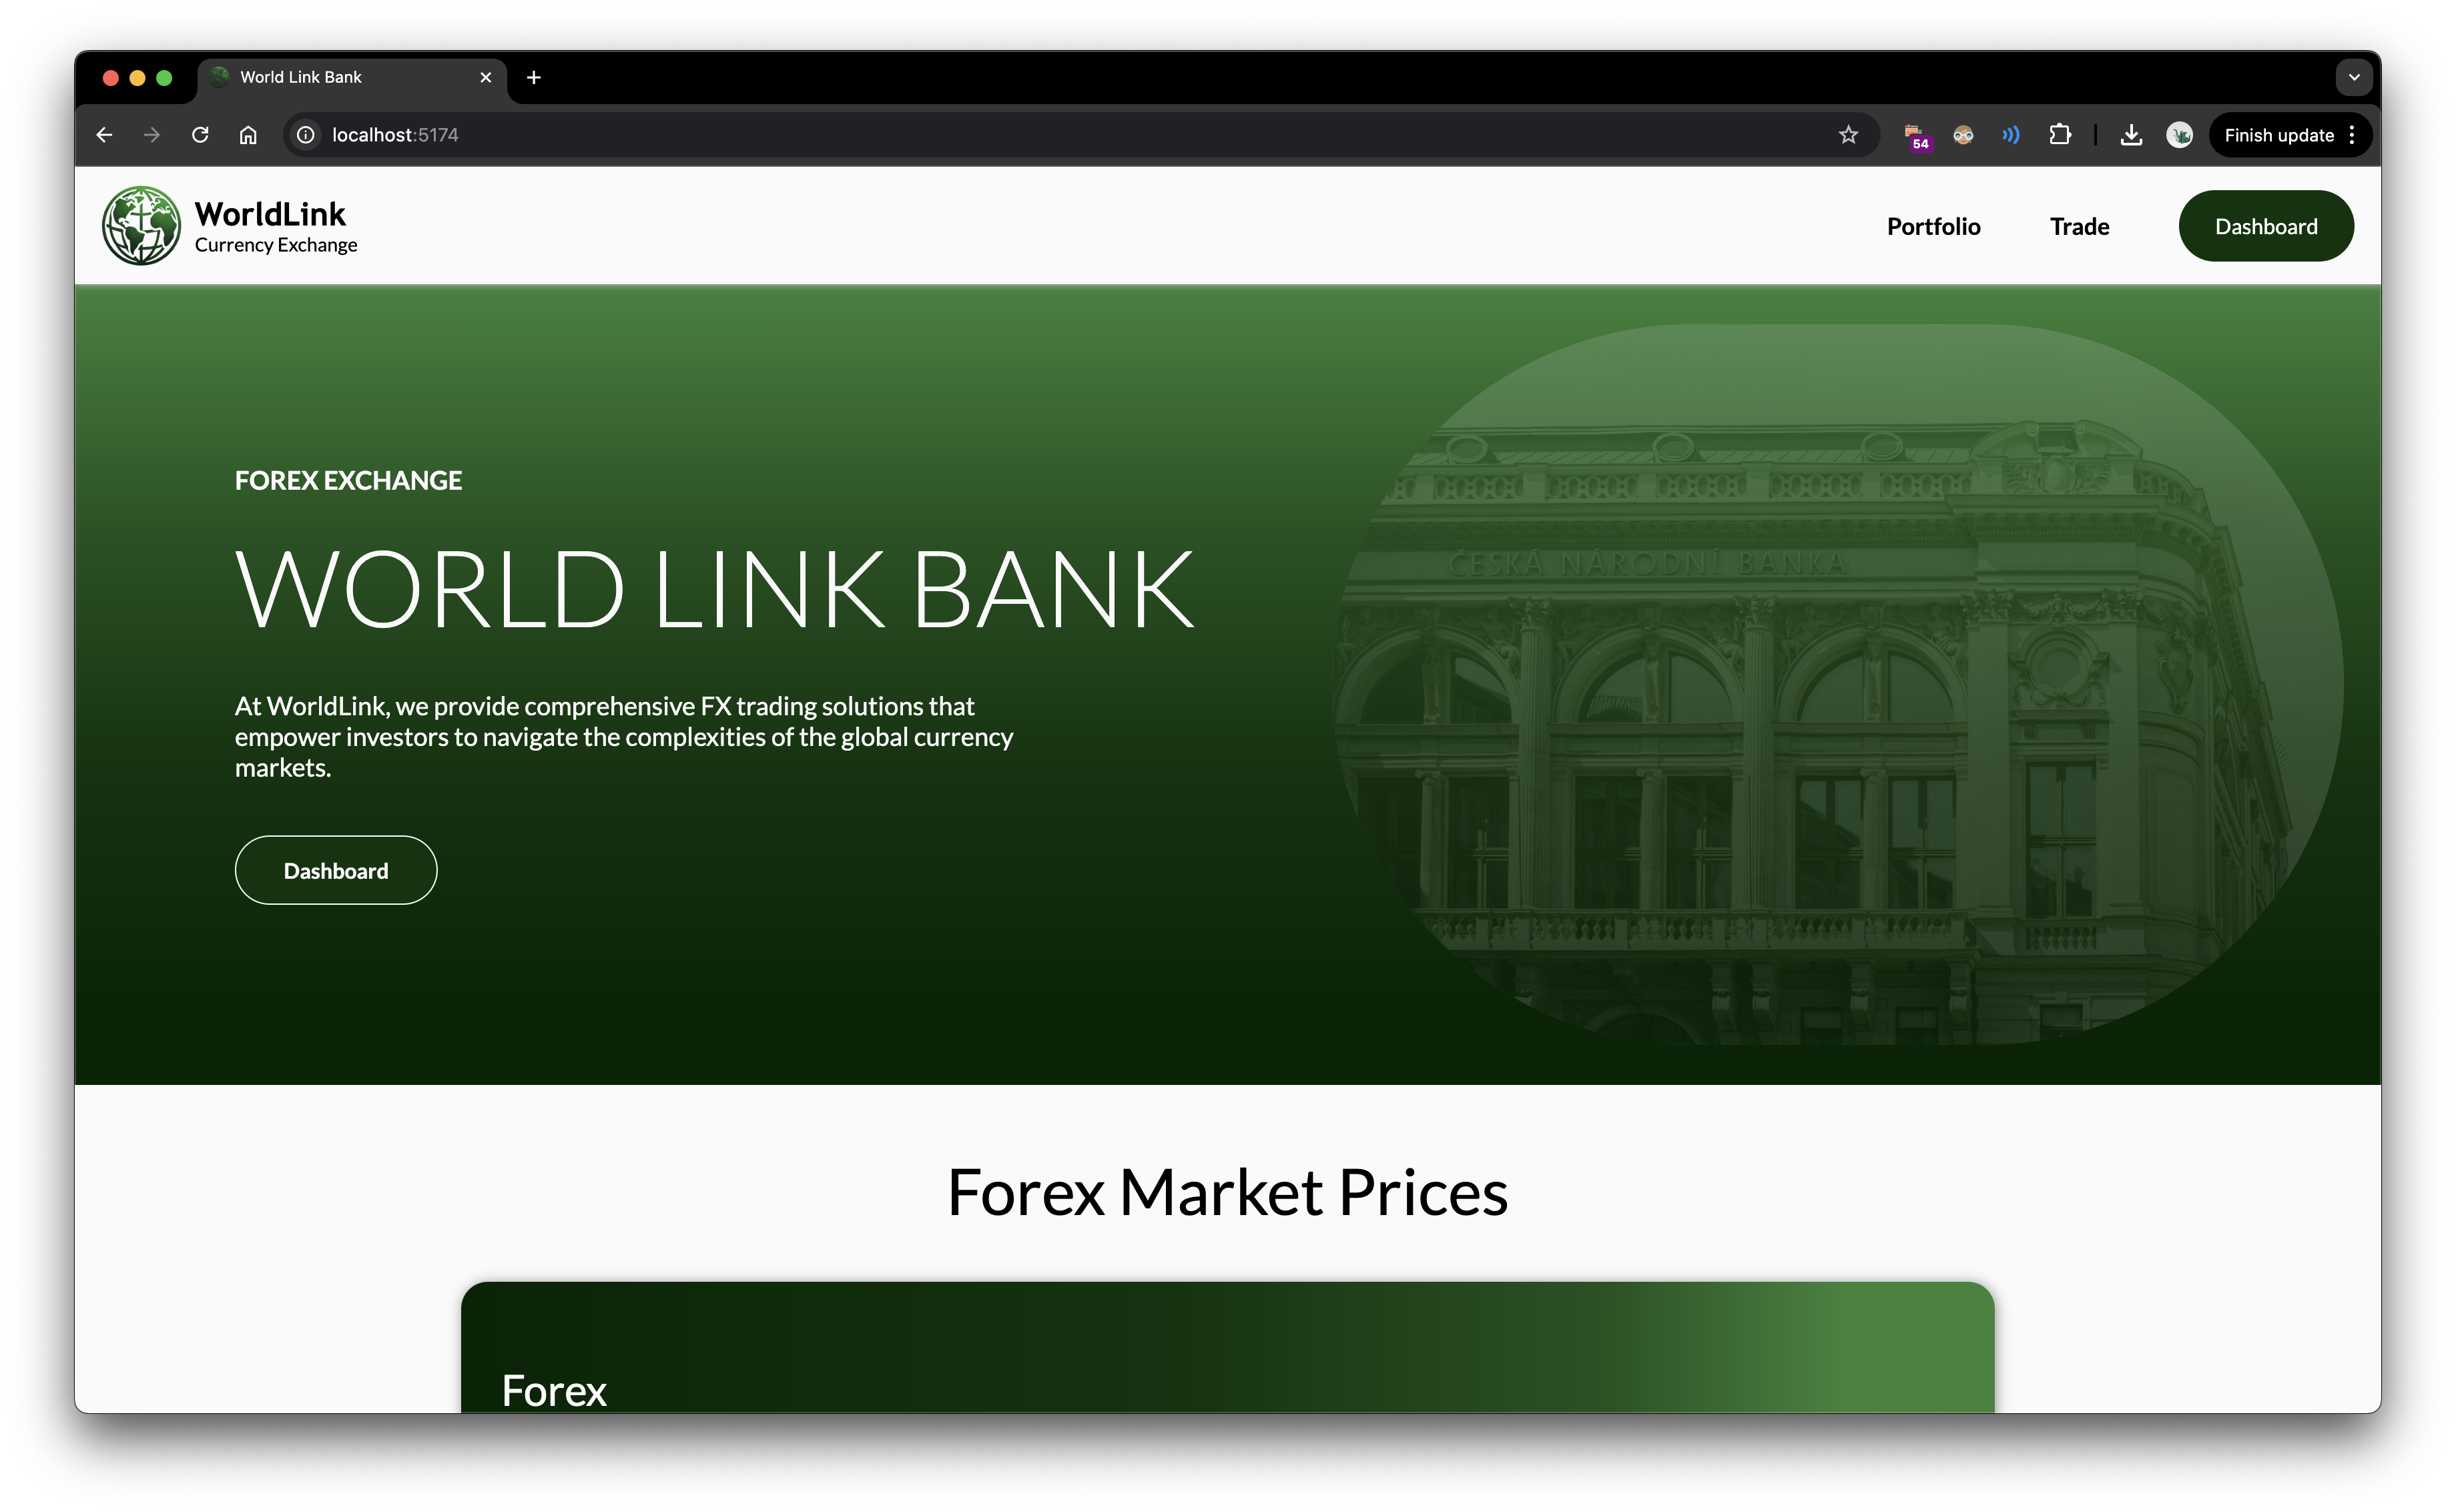 World Link Bank
localhost:5174
54
Finish update
WorldLink
Currency Exchange
Portfolio
Trade
Dashboard
FOREX EXCHANGE
WORLD LINK BANK
At WorldLink, we provide comprehensive FX trading solutions that
empower investors to navigate the complexities of the global currency
markets.
Dashboard
ČESKÁ NÁRODNÍ BANKA
Forex Market Prices
Forex